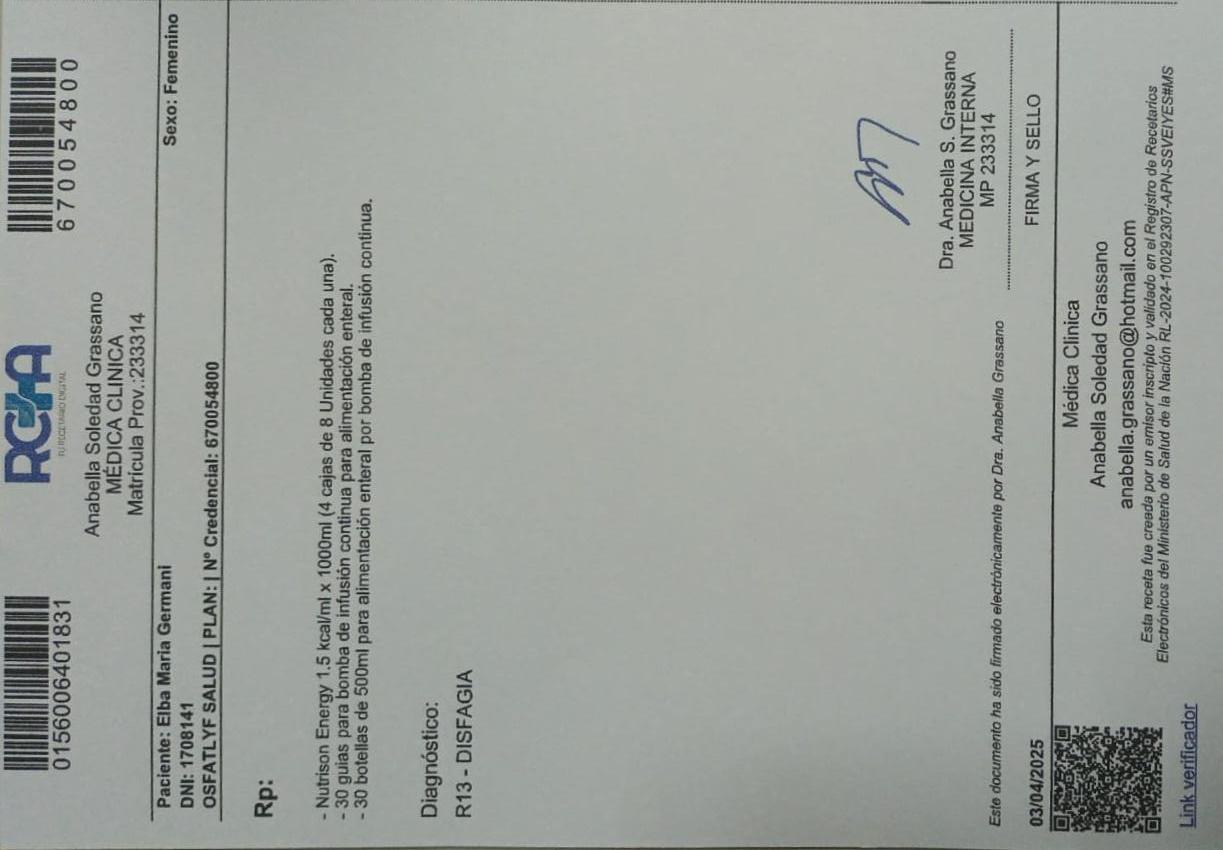 0156006401831
RCTA
TU RECETARIO DIGITAL
670054800
Anabella Soledad Grassano
MÉDICA CLINICA
Matrícula Prov.:233314
Paciente: Elba Maria Germani
Sexo: Femenino
DNI: 1708141
OSFATLYF SALUD | PLAN: | N° Credencial: 670054800
Rp:
- Nutrison Energy 1.5 kcal/ml x 1000ml (4 cajas de 8 Unidades cada una).
- 30 guias para bomba de infusión continua para alimentación enteral.
- 30 botellas de 500ml para alimentación enteral por bomba de infusión continua.
Diagnóstico:
R13 - DISFAGIA
Dra. Anabella S. Grassano
MEDICINA INTERNA
MP 233314
Este documento ha sido firmado electrónicamente por Dra. Anabella Grassano
FIRMA Y SELLO
03/04/2025
Médica Clinica
Anabella Soledad Grassano
anabella.grassano@hotmail.com
Esta receta fue creada por un emisor inscripto y validado en el Registro de Recetarios
Electrónicos del Ministerio de Salud de la Nación RL-2024-100292307-APN-SSVEIYES#MS
Link verificador